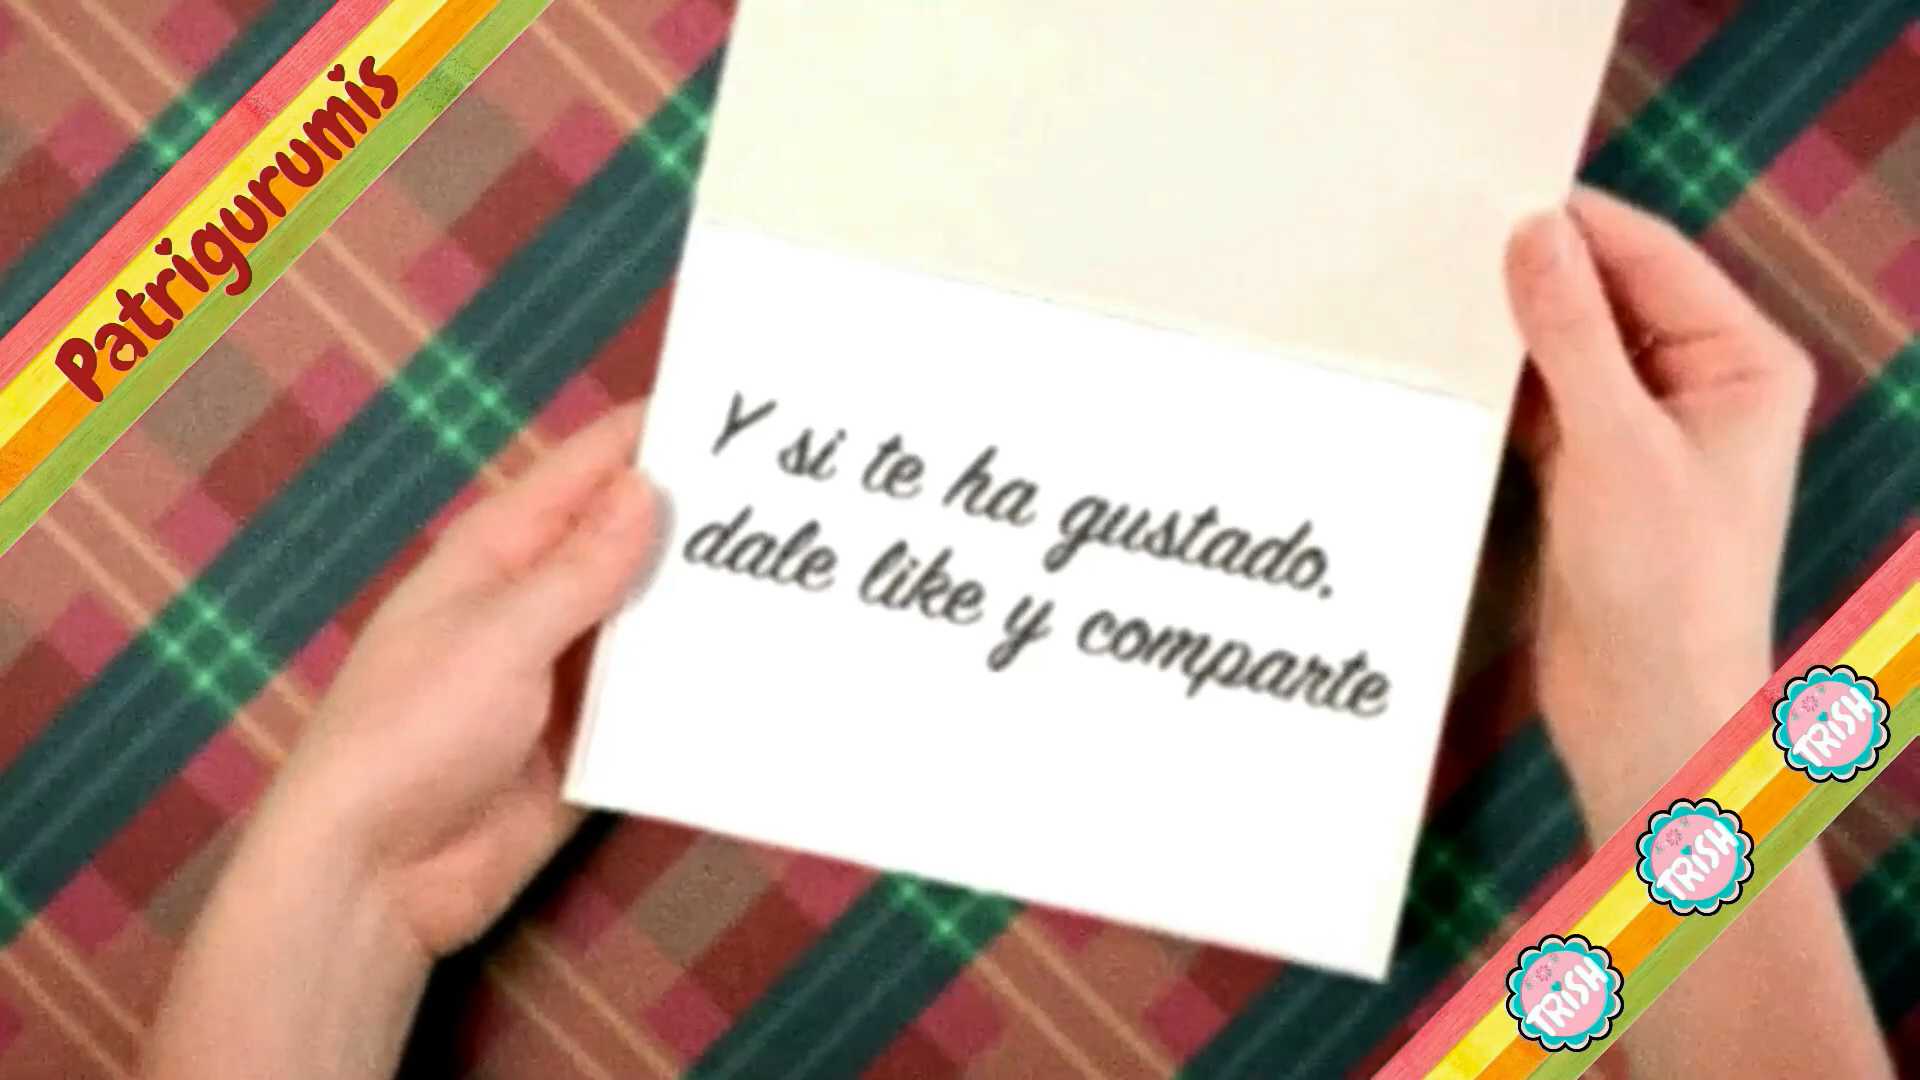 Patrigurumis
Y si te ha gustado.
dale like y comparte
TRISH
TRISH
TRISH